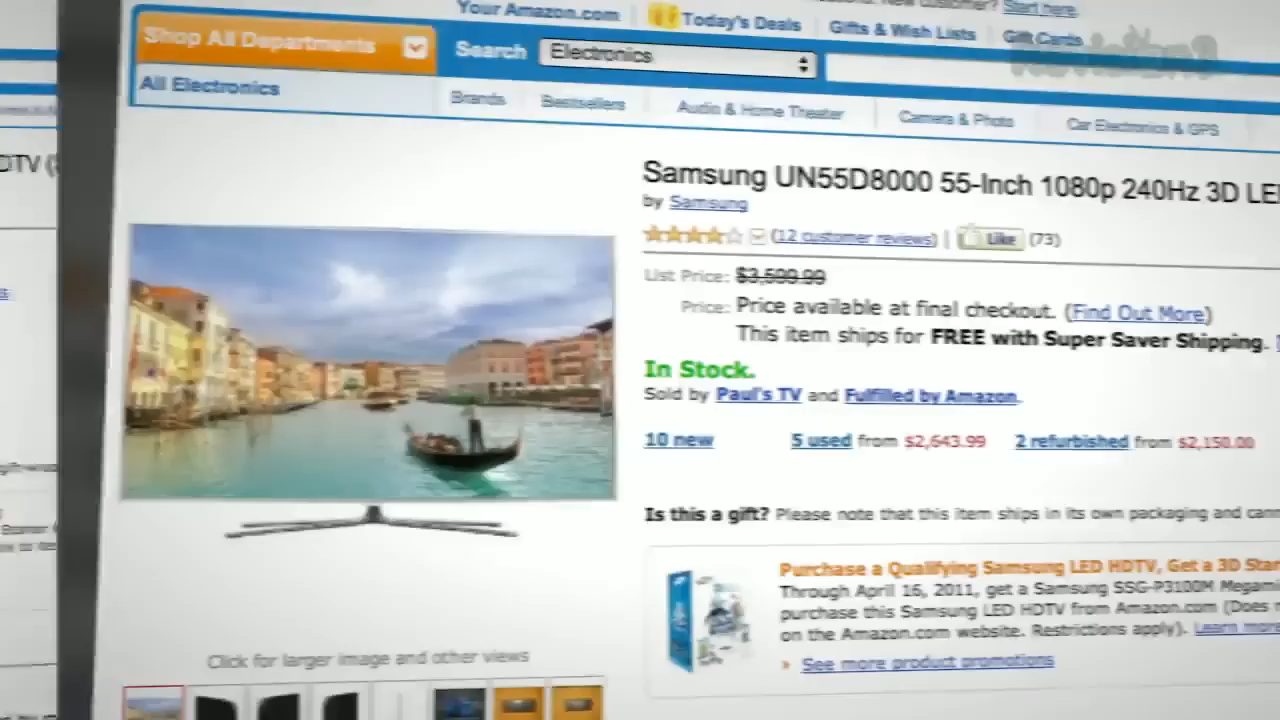 Start here
Your Amazon.com
Today's Deals
Gifts & Wish Lists
Gift Cards
Shop All Departments
Search
Electronics
All Electronics
Brands
Bestsellers
Audio & Home Theater
Camera & Photo
Car Electronics & GPS
DTV
Samsung UN55D8000 55-Inch 1080p 240Hz 3D LE
by Samsung
(12 customer reviews) | Like (73)
List Price: $3,599.99
Price: Price available at final checkout. (Find Out More)
This item ships for FREE with Super Saver Shipping.
In Stock.
Sold by Paul's TV and Fulfilled by Amazon.
10 new 5 used from $2,643.99 2 refurbished from $2,150.00
Is this a gift? Please note that this item ships in its own packaging and
Purchase a Qualifying Samsung LED HDTV, Get a 3D Star
Through April 16, 2011, get a Samsung SSG-P3100M Megami
purchase this Samsung LED HDTV from Amazon.com (Does
on the Amazon.com website. Restrictions apply). Learn more
» See more product promotions
Click for larger image and other views